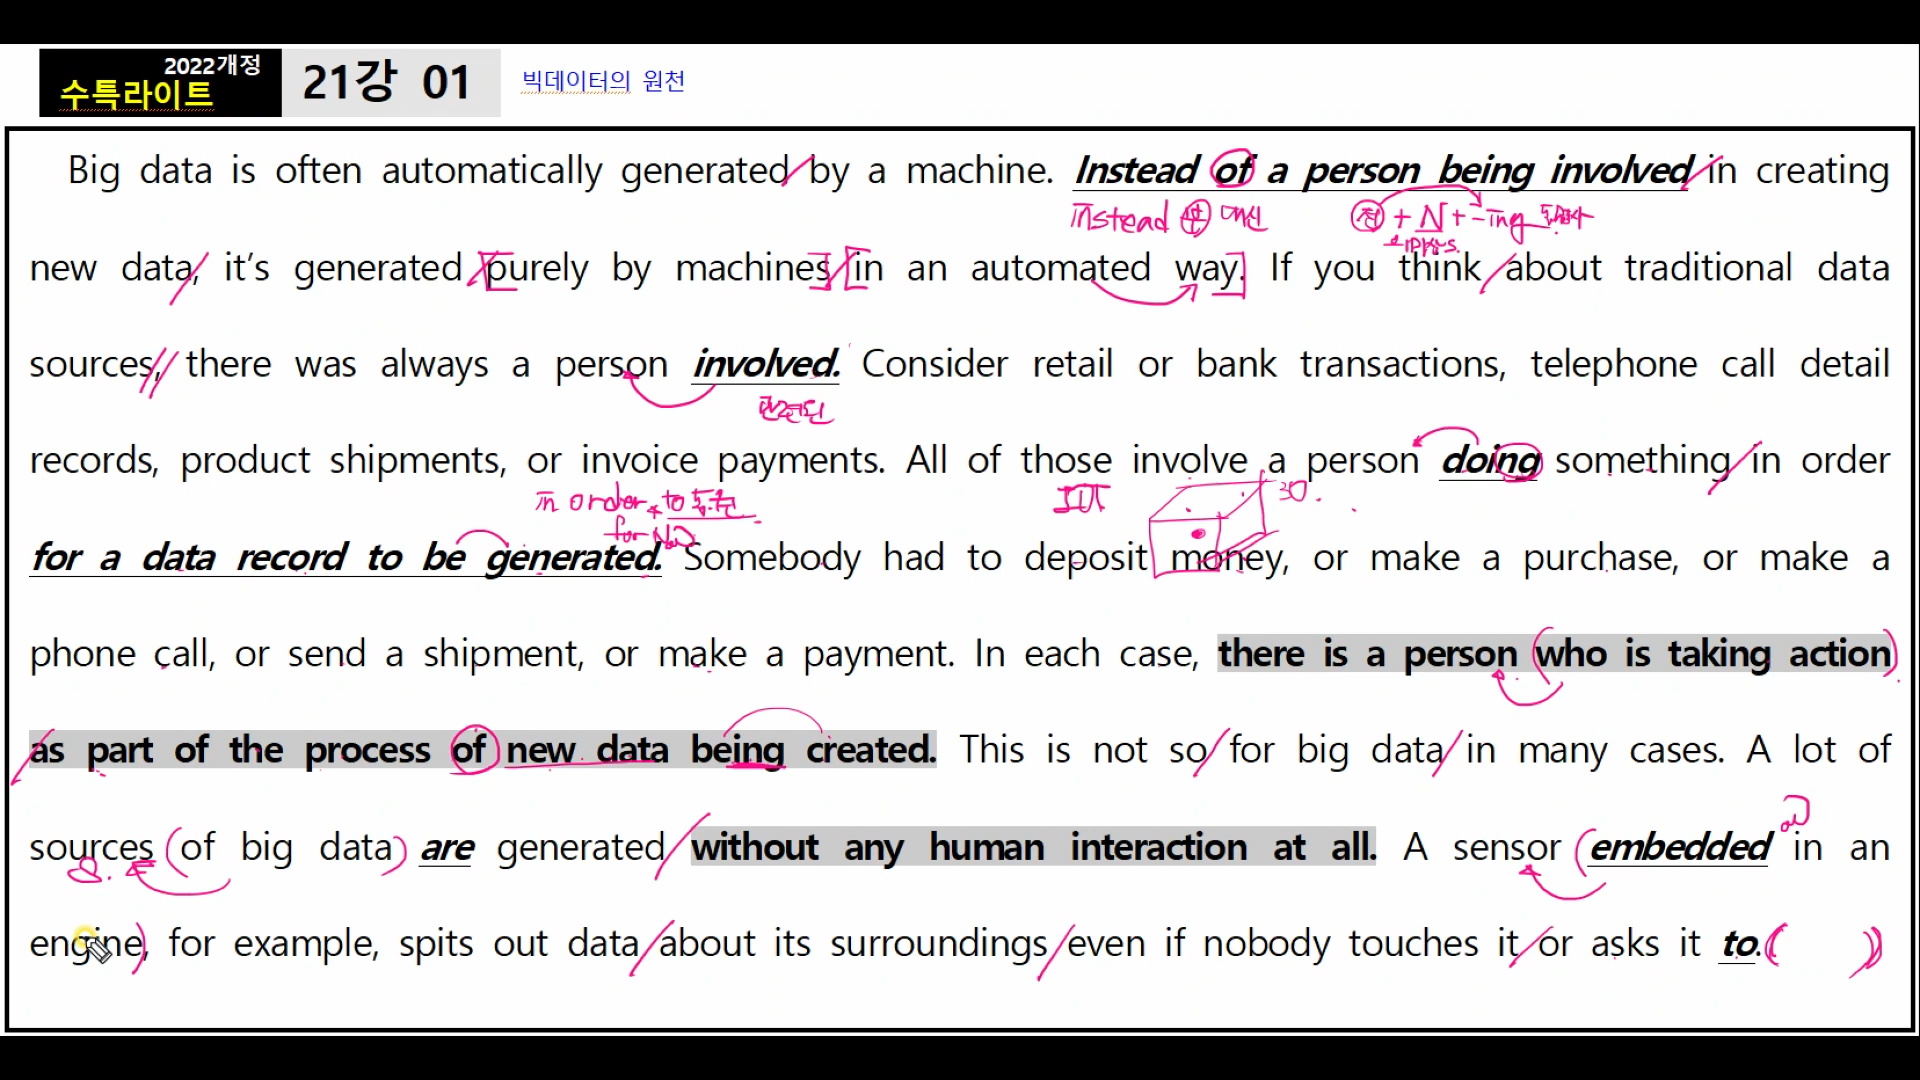 2022개정
수특라이트
21강 01
빅데이터의 원천
Big data is often automatically generated by a machine. Instead of a person being involved in creating
instead 대신
전 + N + -ing 동명사
new data, it's generated purely by machines in an automated way. If you think about traditional data
sources, there was always a person involved. Consider retail or bank transactions, telephone call detail
관련된
records, product shipments, or invoice payments. All of those involve a person doing something in order
in order to 동원
for
30.
for a data record to be generated. Somebody had to deposit money, or make a purchase, or make a
phone call, or send a shipment, or make a payment. In each case, there is a person who is taking action
as part of the process of new data being created. This is not so for big data in many cases. A lot of
sources (of big data) are generated without any human interaction at all. A sensor (embedded in an
S.
engine), for example, spits out data about its surroundings even if nobody touches it or asks it to.( )